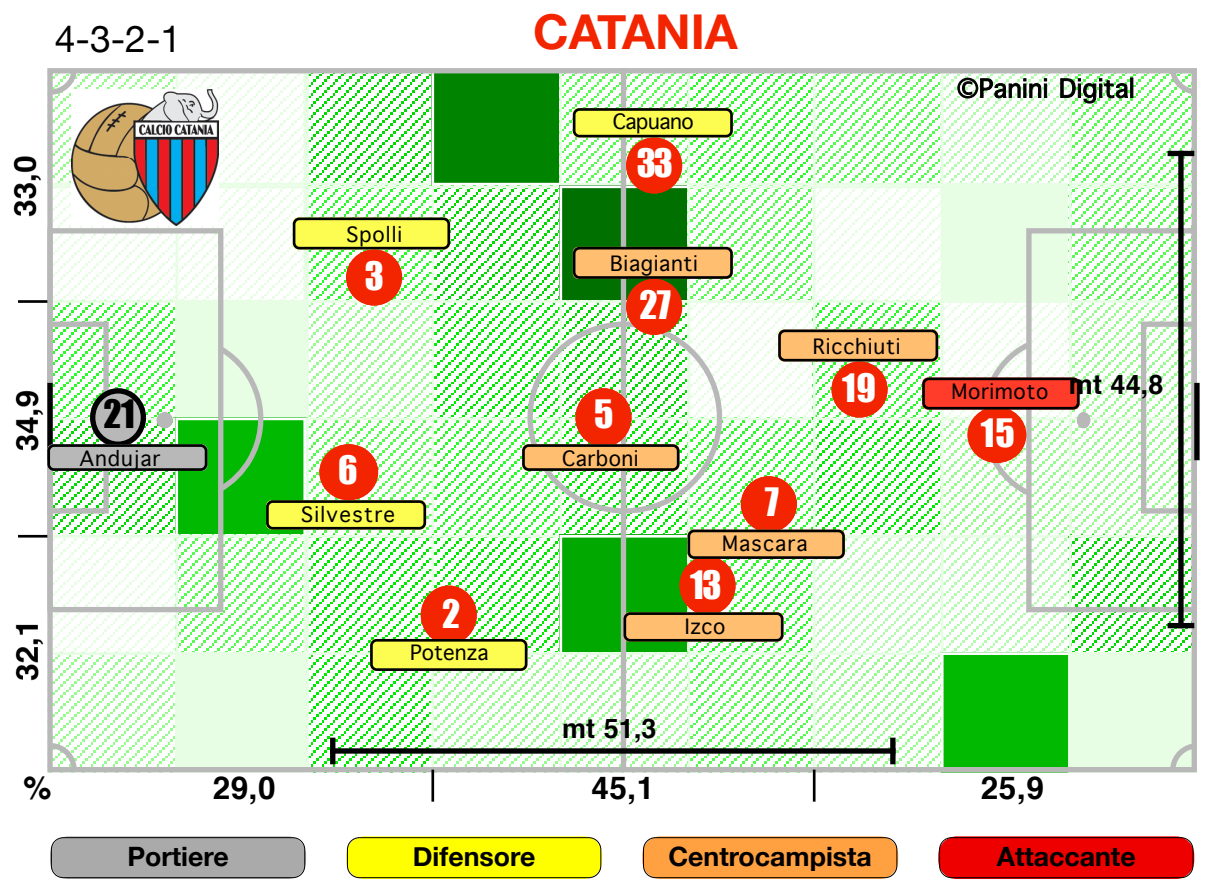 4-3-2-1
CATANIA
©Panini Digital
CALCIO CATANIA
Capuano
33
33,0
Spolli
3
Biagianti
27
Ricchiuti
19
Morimoto
mt 44,8
15
21
Andujar
34,9
5
Carboni
6
Silvestre
7
Mascara
13
Izco
2
Potenza
32,1
mt 51,3
% 29,0 45,1 25,9
Portiere Difensore Centrocampista Attaccante